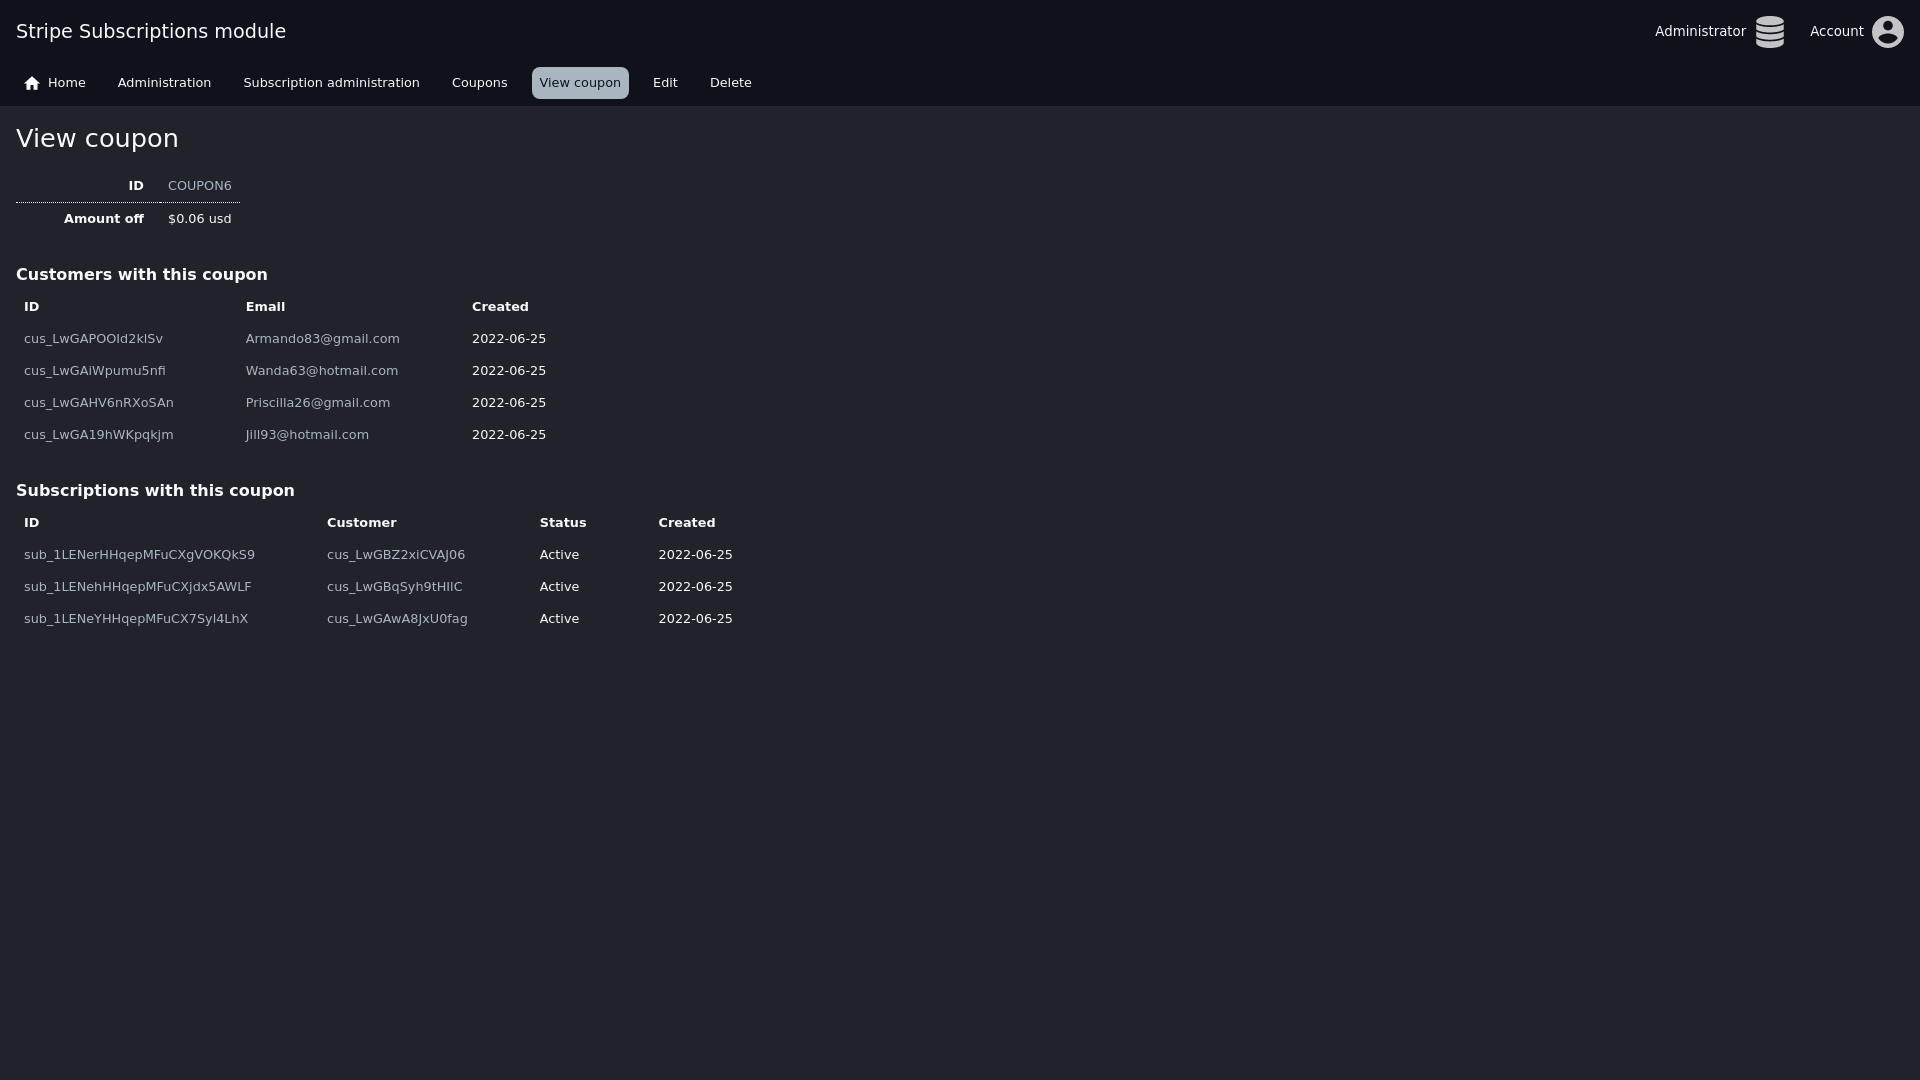 Stripe Subscriptions module
Administrator Account
Home Administration Subscription administration Coupons View coupon Edit Delete
View coupon
ID COUPON6
Amount off $0.06 usd
Customers with this coupon
ID Email Created
cus_LwGAPOOId2klSv Armando83@gmail.com 2022-06-25
cus_LwGAiWpumu5nfi Wanda63@hotmail.com 2022-06-25
cus_LwGAHV6nRXoSAn Priscilla26@gmail.com 2022-06-25
cus_LwGA19hWKpqkjm Jill93@hotmail.com 2022-06-25
Subscriptions with this coupon
ID Customer Status Created
sub_1LENerHHqepMFuCXgVOKQkS9 cus_LwGBZ2xiCVAJ06 Active 2022-06-25
sub_1LENehHHqepMFuCXjdx5AWLF cus_LwGBqSyh9tHIlC Active 2022-06-25
sub_1LENeYHHqepMFuCX7Syl4LhX cus_LwGAwA8JxU0fag Active 2022-06-25